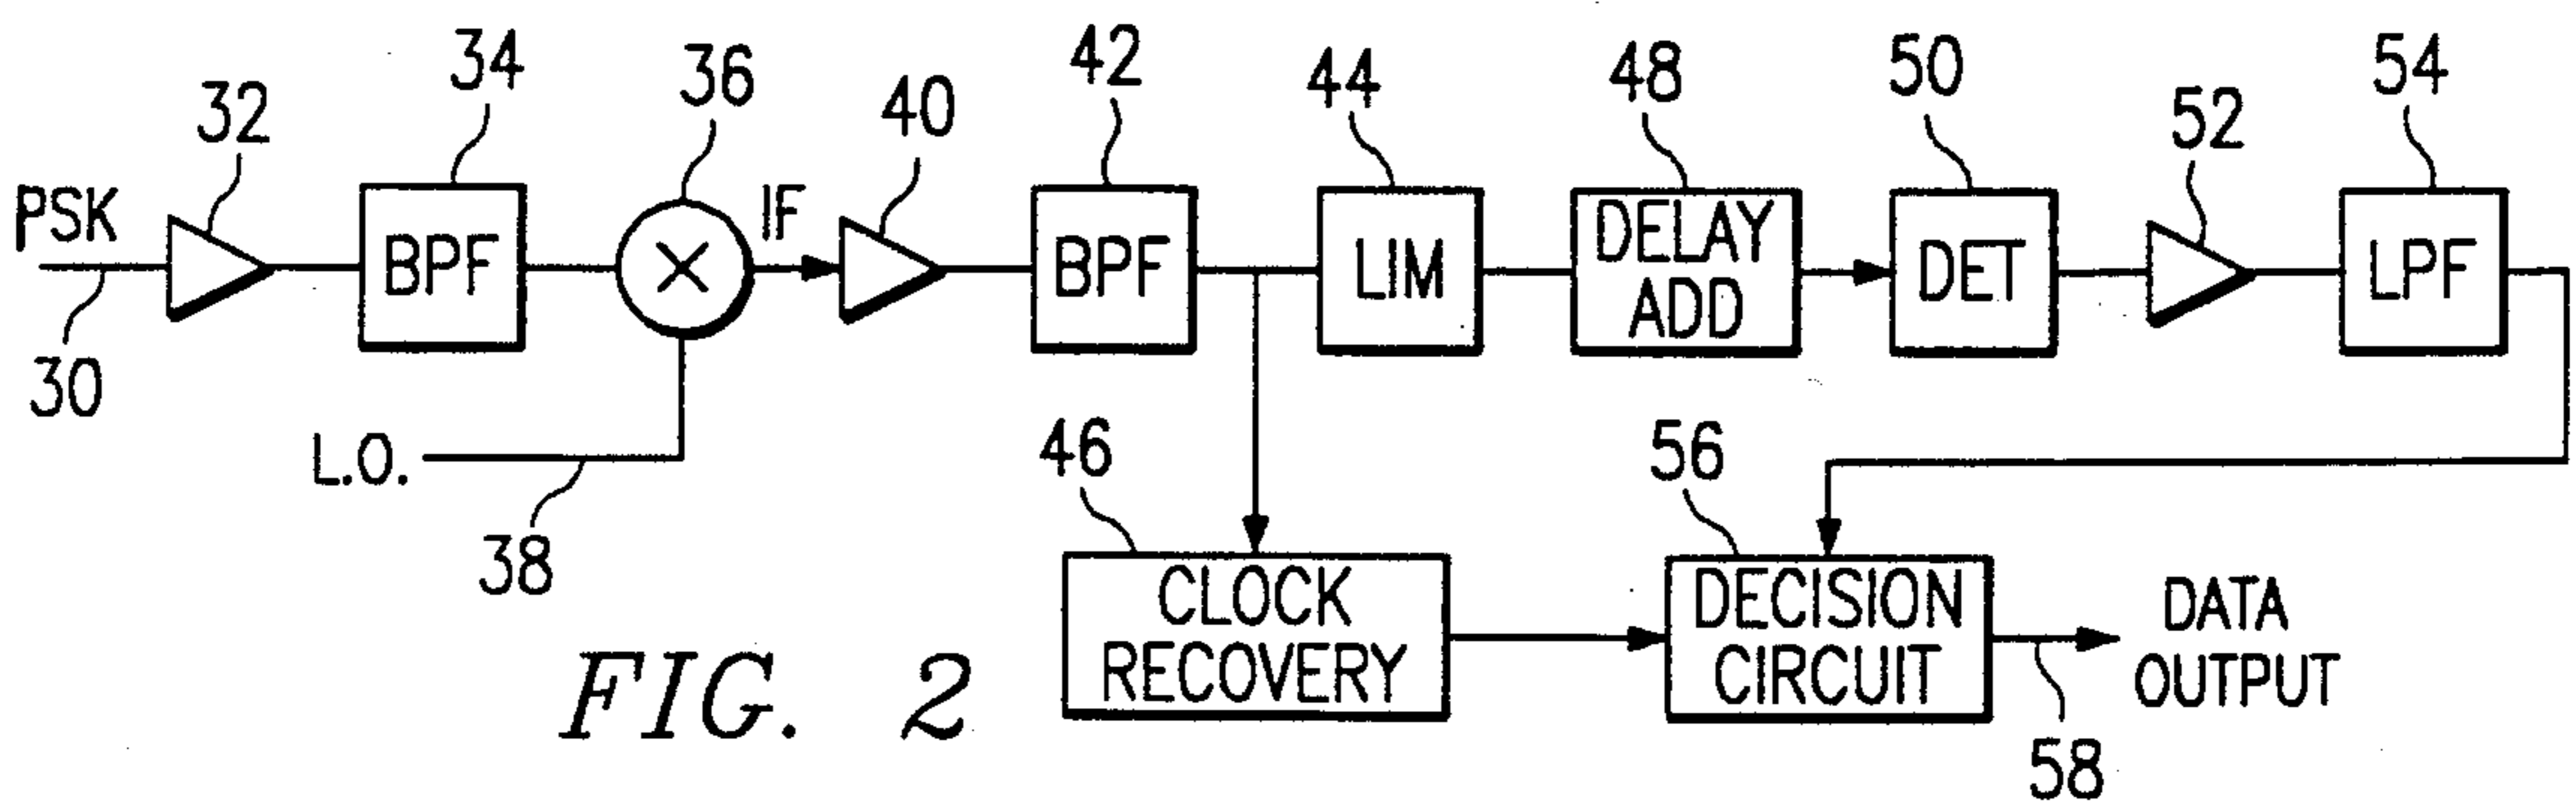 32
34
36
40
42
44
48
50
52
54
PSK
BPF
IF
BPF
LIM
DELAY
ADD
DET
LPF
30
L.O.
38
46
56
CLOCK
RECOVERY
DECISION
CIRCUIT
DATA
OUTPUT
58
FIG. 2